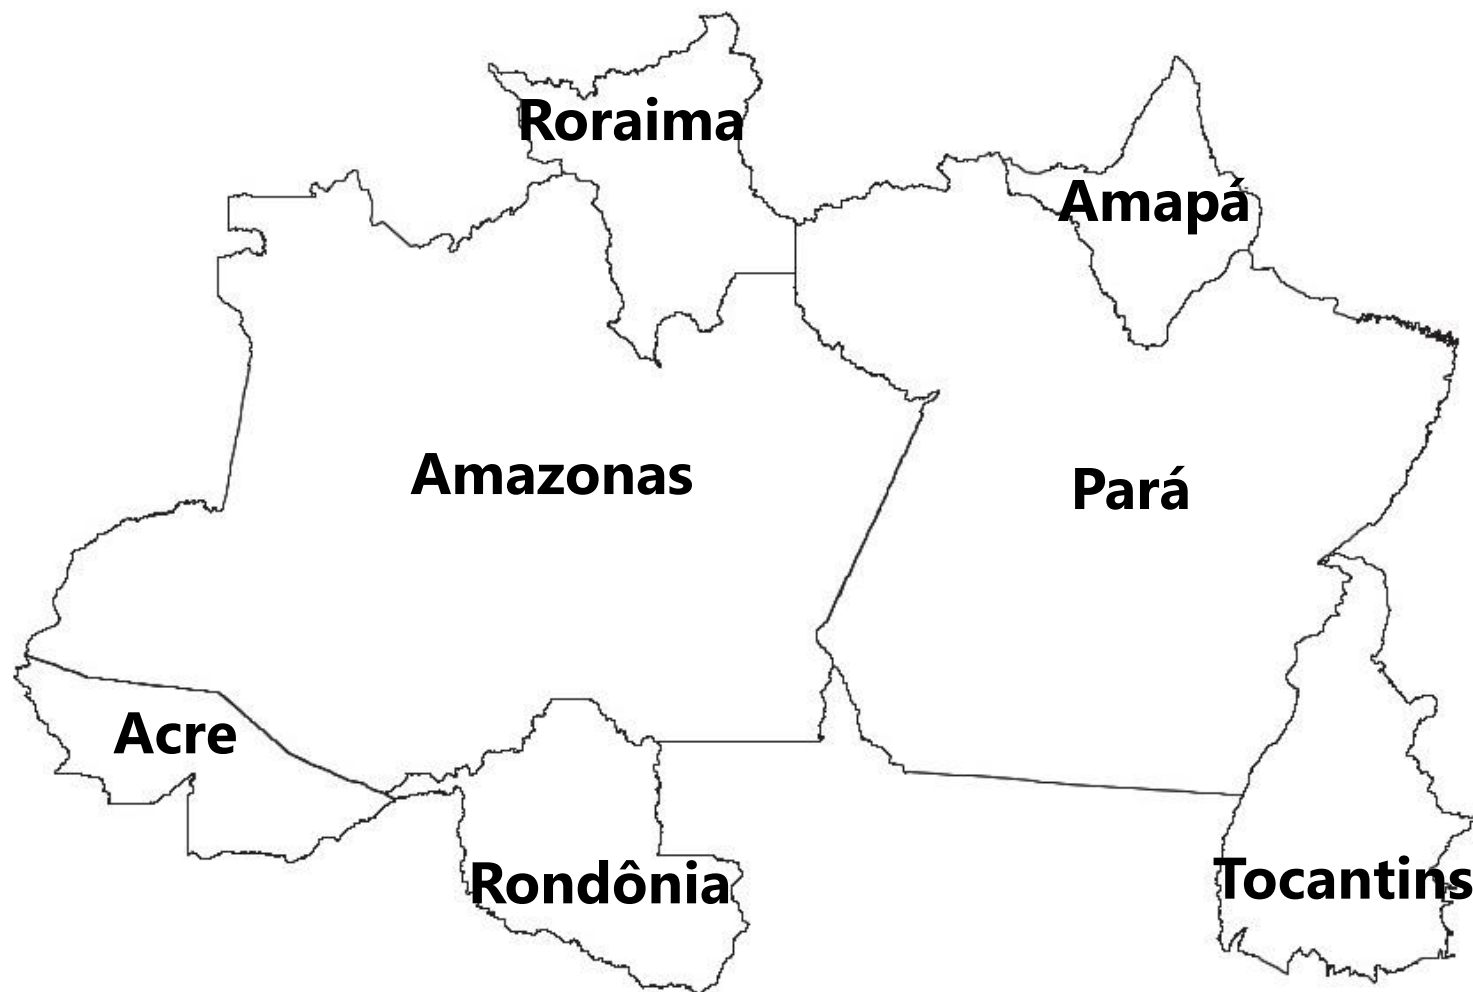 Roraima
Amapá
Amazonas
Pará
Acre
Rondônia
Tocantins